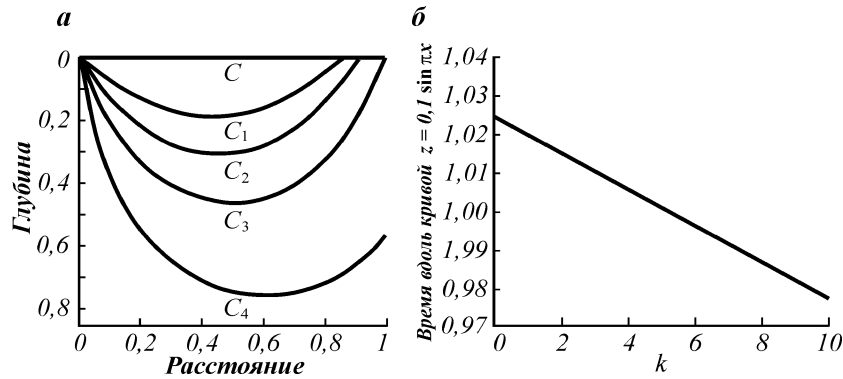 а
Глубина
0
0,2
0,4
0,6
0,8
C
C1
C2
C3
C4
0 0,2 0,4 0,6 0,8 1
Расстояние
б
Время вдоль кривой z = 0,1 sin πx
1,04
1,03
1,02
1,01
1,00
1,99
0,98
0,97
0 2 4 6 8 10
k